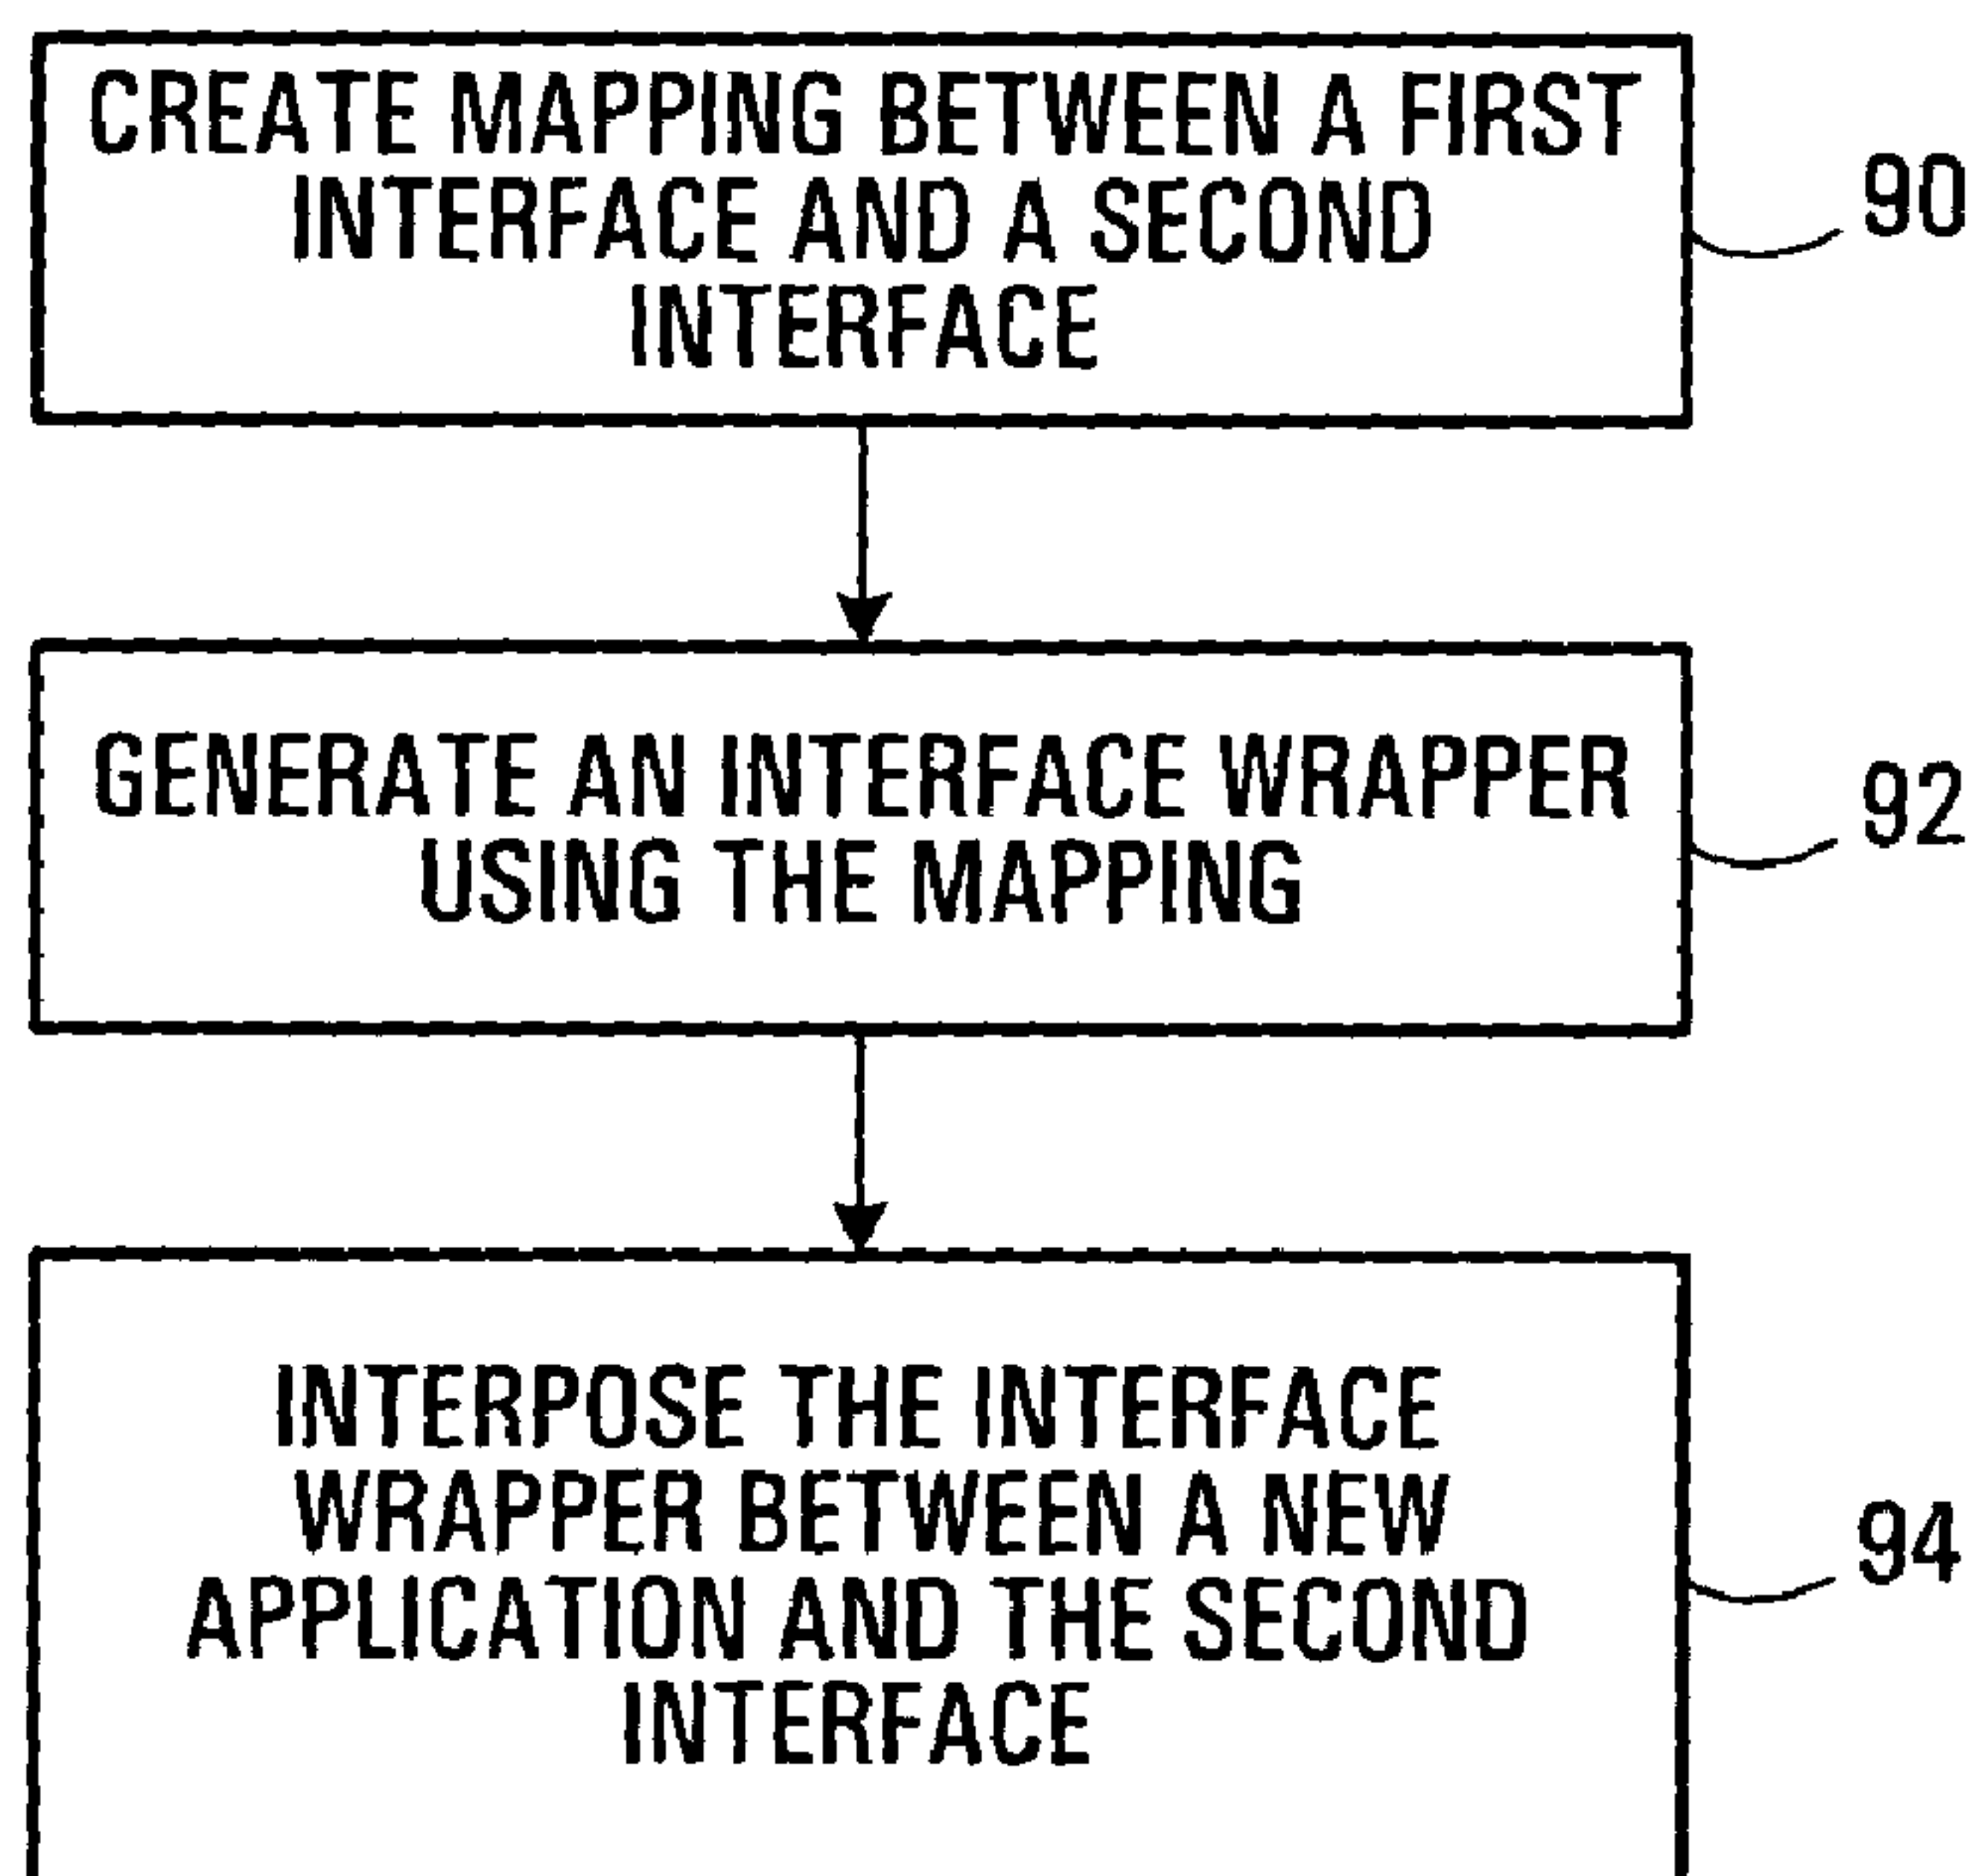 CREATE MAPPING BETWEEN A FIRST
INTERFACE AND A SECOND
INTERFACE
90
GENERATE AN INTERFACE WRAPPER
USING THE MAPPING
92
INTERPOSE THE INTERFACE
WRAPPER BETWEEN A NEW
APPLICATION AND THE SECOND
INTERFACE
94